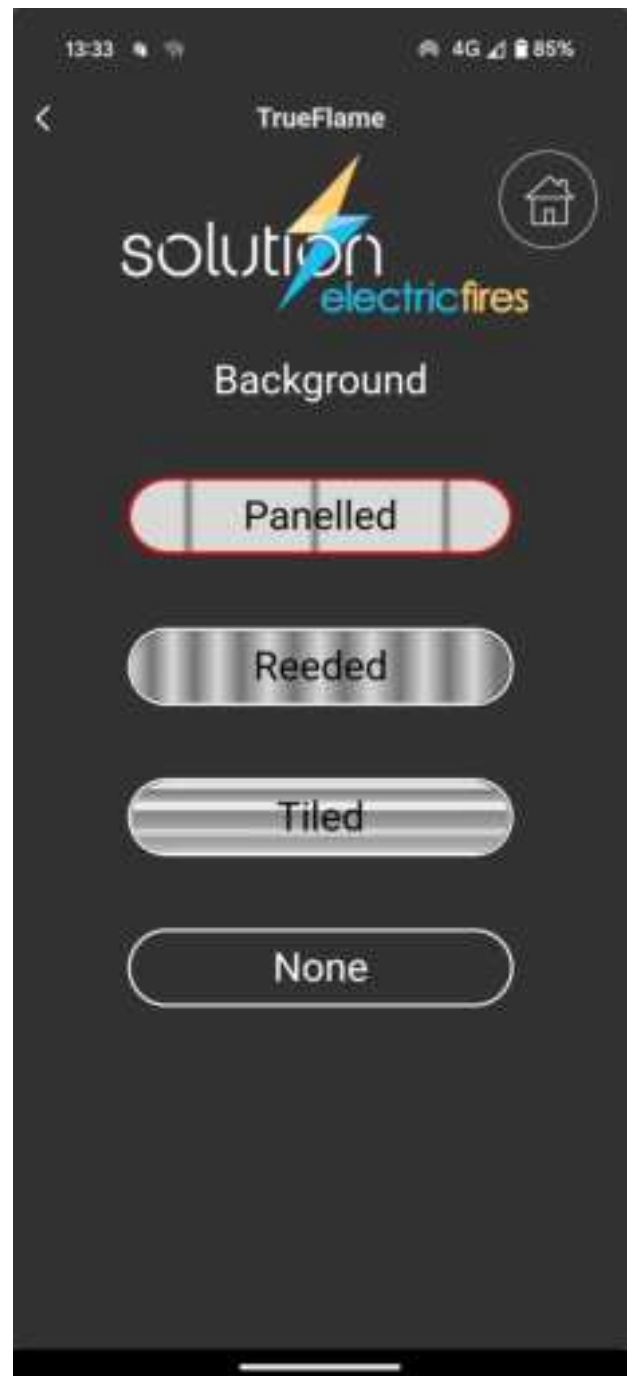 13:33 4G 85%
TrueFlame
solution
electricfires
Background
Panelled
Reeded
Tiled
None